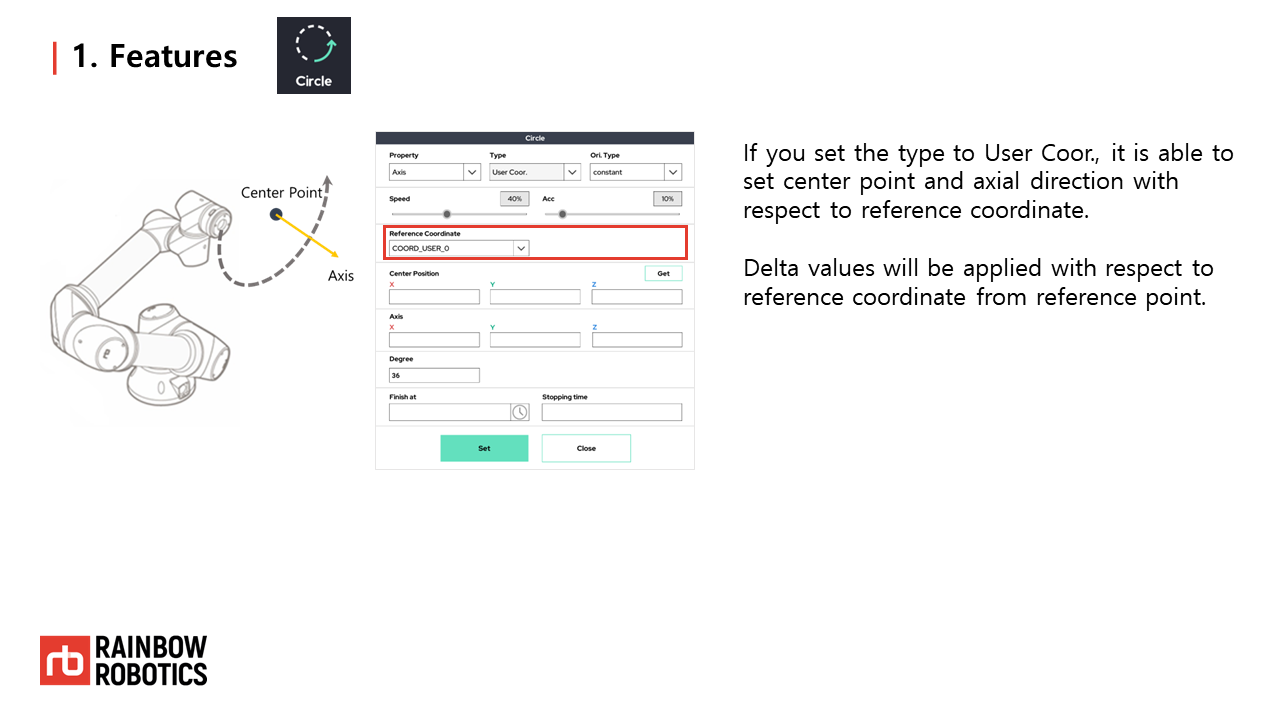 1. Features
Circle
Center Point
Axis
Circle
Property Type Ori. Type
Axis User Coor. constant
Speed 40% Acc 10%
Reference Coordinate
COORD_USER_0
Center Position Get
X Y Z
Axis
X Y Z
Degree
36
Finish at Stopping time
Set Close
If you set the type to User Coor., it is able to
set center point and axial direction with
respect to reference coordinate.
Delta values will be applied with respect to
reference coordinate from reference point.
rb RAINBOW
ROBOTICS